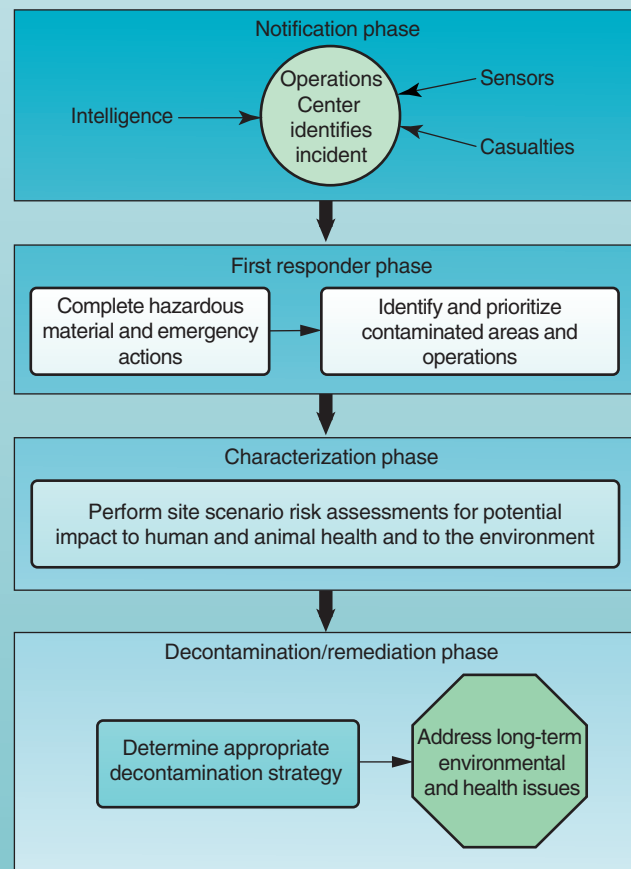 Notification phase
Operations
Center
identifies
incident
Intelligence
Sensors
Casualties
First responder phase
Complete hazardous
material and emergency
actions
Identify and prioritize
contaminated areas and
operations
Characterization phase
Perform site scenario risk assessments for potential
impact to human and animal health and to the environment
Decontamination/remediation phase
Determine appropriate
decontamination strategy
Address long-term
environmental
and health issues